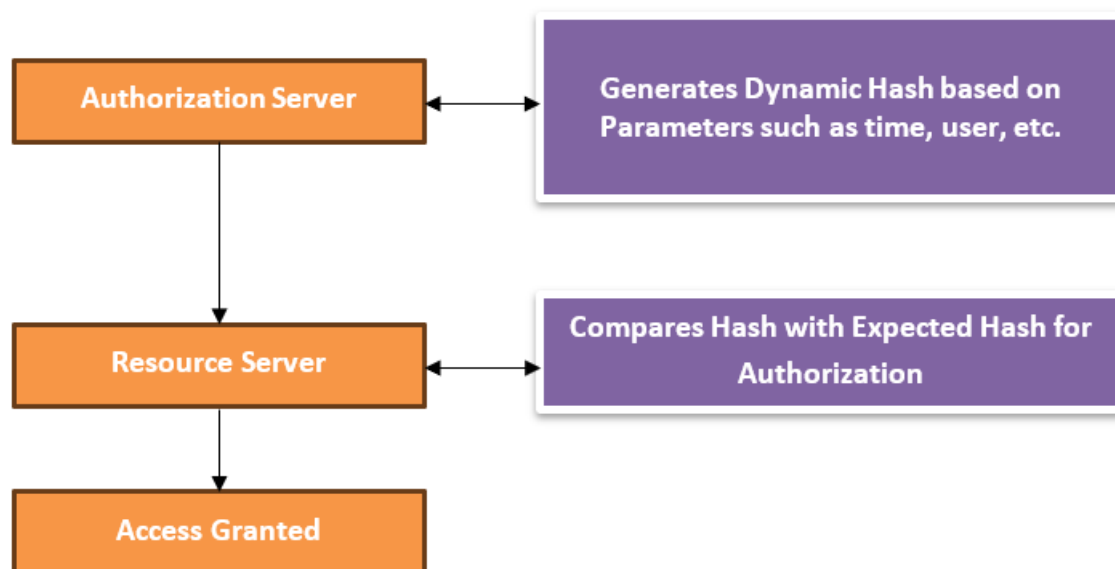 Authorization Server
Generates Dynamic Hash based on
Parameters such as time, user, etc.
Resource Server
Compares Hash with Expected Hash for
Authorization
Access Granted